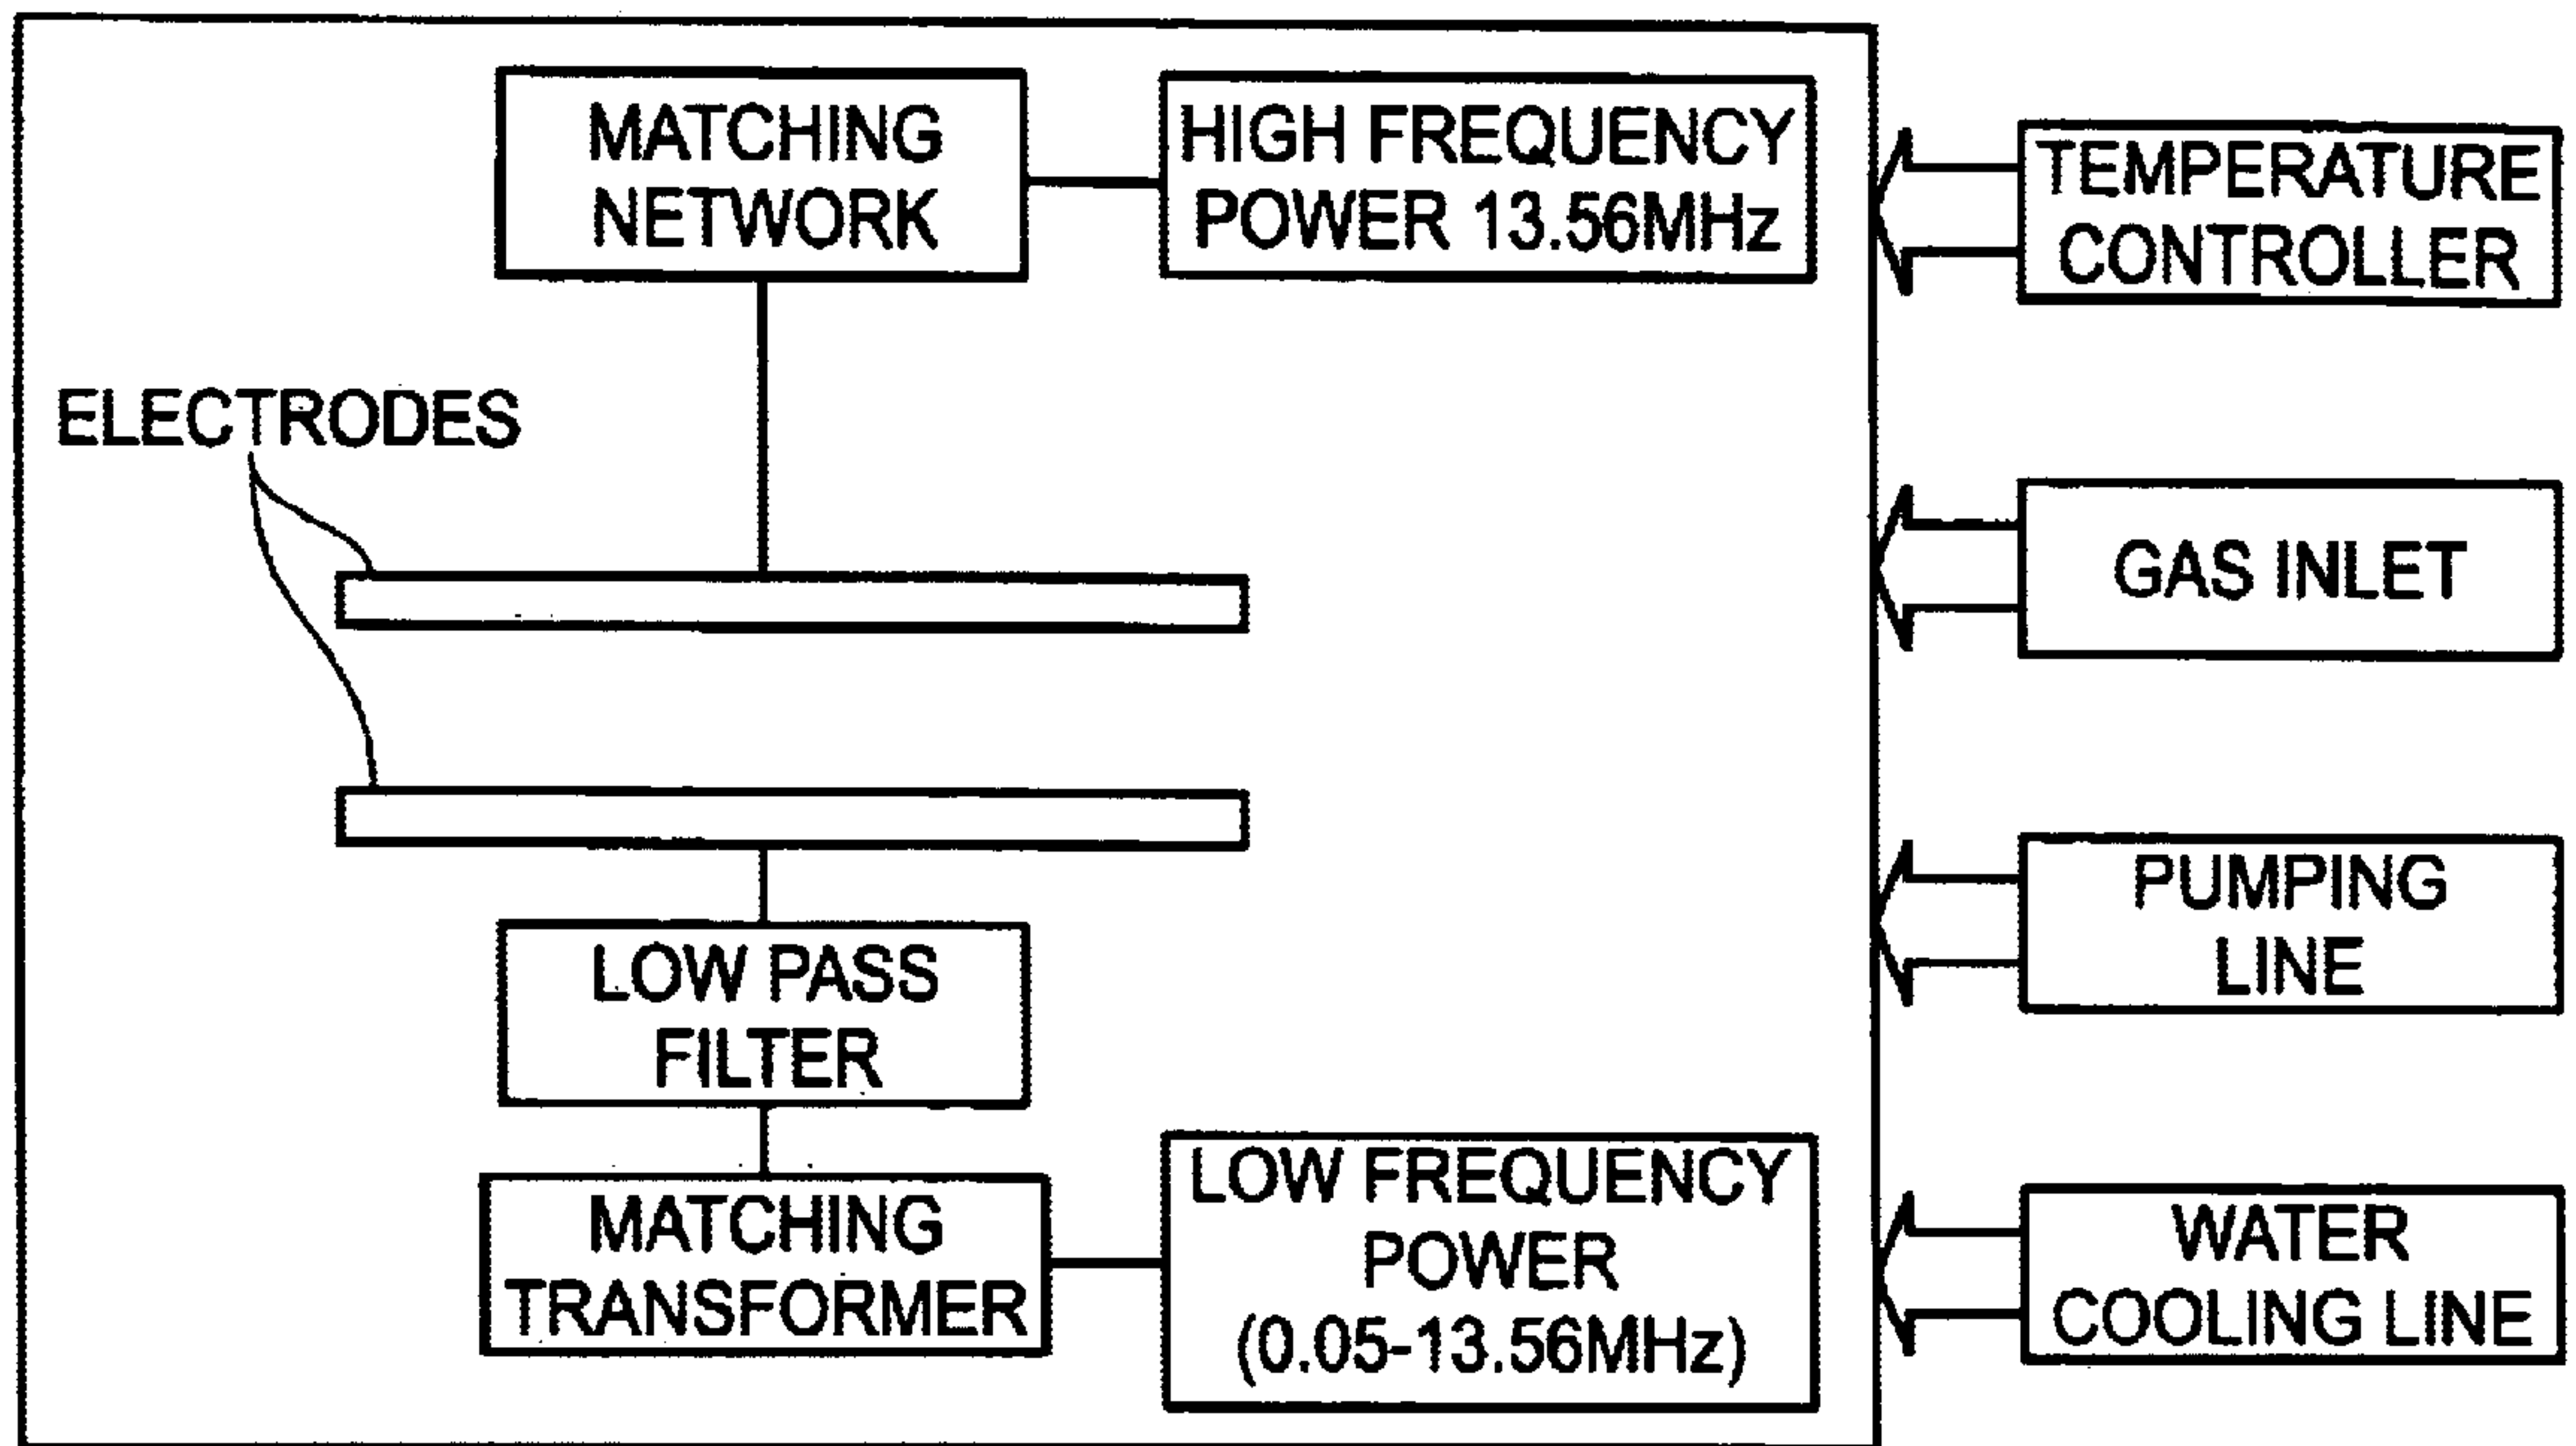 MATCHING
NETWORK
HIGH FREQUENCY
POWER 13.56MHz
TEMPERATURE
CONTROLLER
ELECTRODES
GAS INLET
PUMPING
LINE
LOW PASS
FILTER
MATCHING
TRANSFORMER
LOW FREQUENCY
POWER
(0.05-13.56MHz)
WATER
COOLING LINE